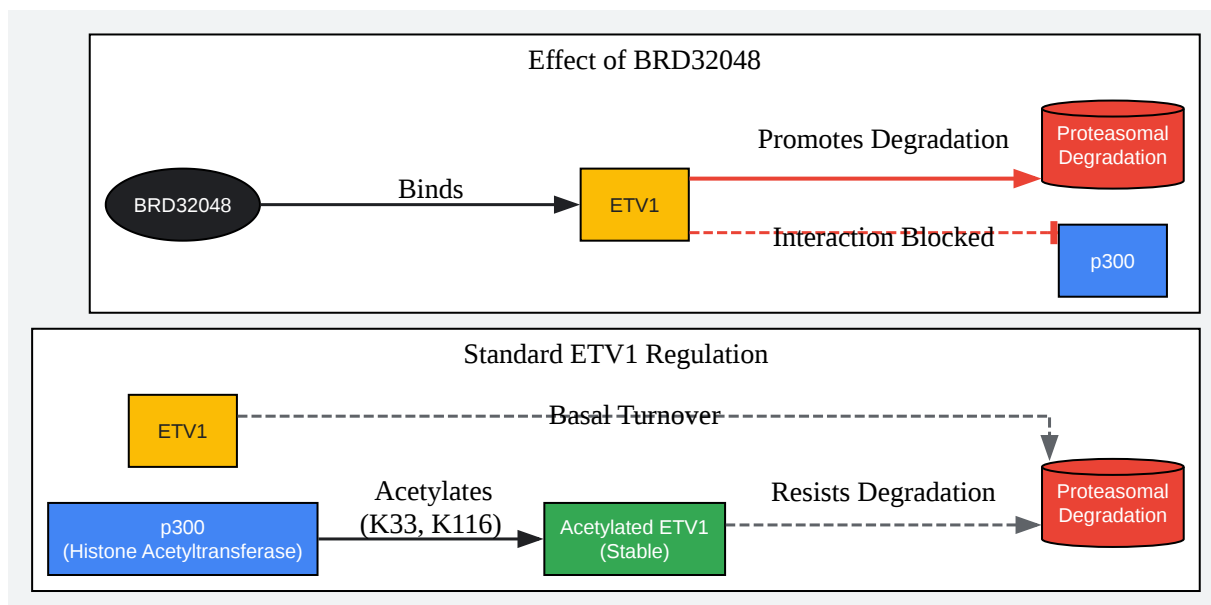 Effect of BRD32048
BRD32048
Binds
ETV1
Promotes Degradation
Proteasomal
Degradation
Interaction Blocked
p300
Standard ETV1 Regulation
ETV1
Basal Turnover
p300
(Histone Acetyltransferase)
Acetylates
(K33, K116)
Acetylated ETV1
(Stable)
Resists Degradation
Proteasomal
Degradation